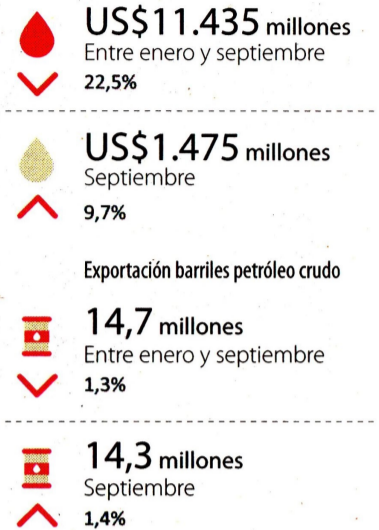 US$11.435 millones
Entre enero y septiembre
22,5%
US$1.475 millones
Septiembre
9,7%
Exportación barriles petróleo crudo
14,7 millones
Entre enero y septiembre
1,3%
14,3 millones
Septiembre
1,4%